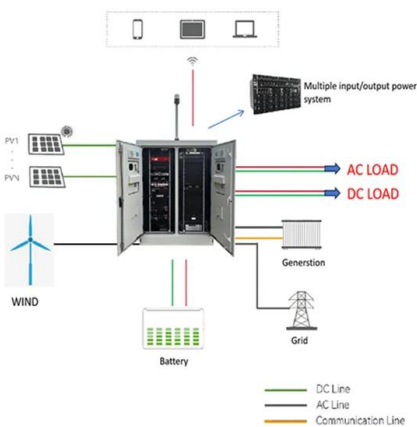 Multiple input/output power
system
PV1
PVN
AC LOAD
DC LOAD
WIND
Generstion
Grid
Battery
DC Line
AC Line
Communication Line